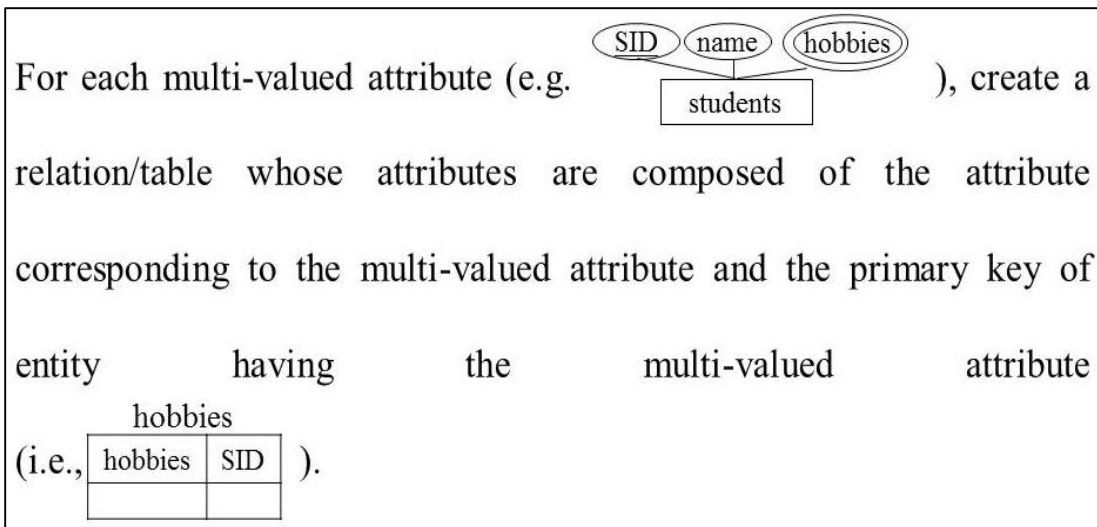 SID name hobbies
For each multi-valued attribute (e.g. students ), create a
relation/table whose attributes are composed of the attribute
corresponding to the multi-valued attribute and the primary key of
entity having the multi-valued attribute
hobbies
(i.e., hobbies SID ).